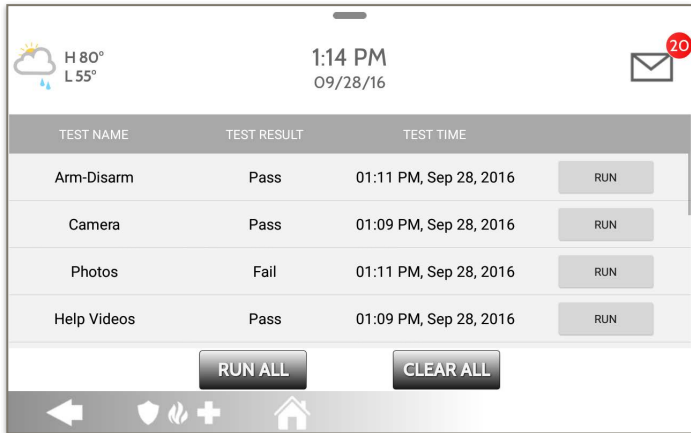 H 80°
L 55°
1:14 PM
09/28/16
20
TEST NAME TEST RESULT TEST TIME
Arm-Disarm Pass 01:11 PM, Sep 28, 2016 RUN
Camera Pass 01:09 PM, Sep 28, 2016 RUN
Photos Fail 01:11 PM, Sep 28, 2016 RUN
Help Videos Pass 01:09 PM, Sep 28, 2016 RUN
RUN ALL CLEAR ALL